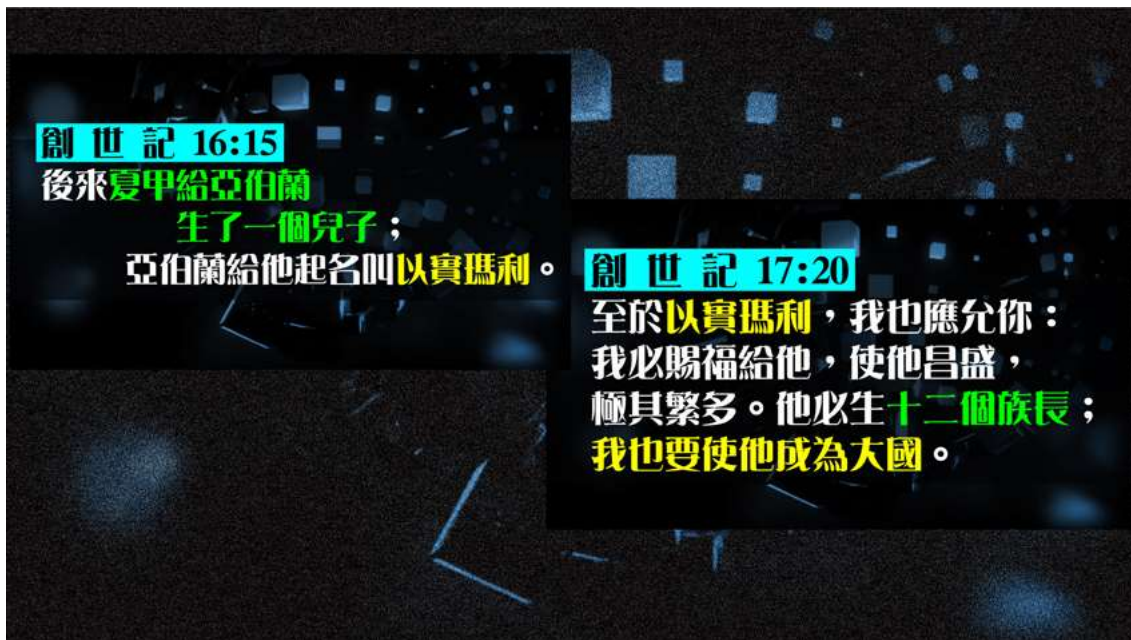 創世記 16:15
後來夏甲給亞伯蘭
生了一個兒子；
亞伯蘭給他起名叫以實瑪利。
創世記 17:20
至於以實瑪利，我也應允你：
我必賜福給他，使他昌盛，
極其繁多。他必生十二個族長；
我也要使他成為大國。